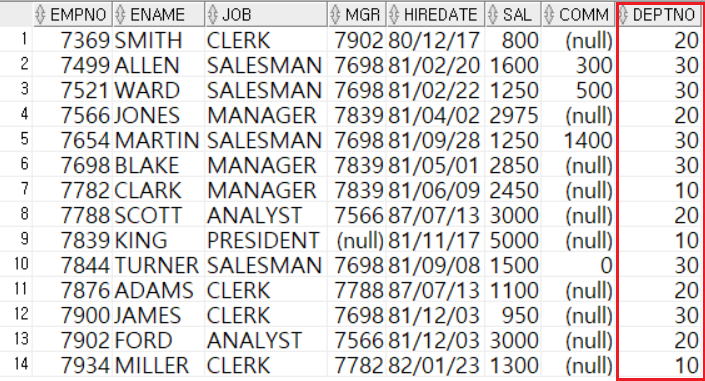 EMPNO ENAME JOB MGR HIREDATE SAL COMM DEPTNO
1 7369 SMITH CLERK 7902 80/12/17 800 (null) 20
2 7499 ALLEN SALESMAN 7698 81/02/20 1600 300 30
3 7521 WARD SALESMAN 7698 81/02/22 1250 500 30
4 7566 JONES MANAGER 7839 81/04/02 2975 (null) 20
5 7654 MARTIN SALESMAN 7698 81/09/28 1250 1400 30
6 7698 BLAKE MANAGER 7839 81/05/01 2850 (null) 30
7 7782 CLARK MANAGER 7839 81/06/09 2450 (null) 10
8 7788 SCOTT ANALYST 7566 87/07/13 3000 (null) 20
9 7839 KING PRESIDENT (null) 81/11/17 5000 (null) 10
10 7844 TURNER SALESMAN 7698 81/09/08 1500 0 30
11 7876 ADAMS CLERK 7788 87/07/13 1100 (null) 20
12 7900 JAMES CLERK 7698 81/12/03 950 (null) 30
13 7902 FORD ANALYST 7566 81/12/03 3000 (null) 20
14 7934 MILLER CLERK 7782 82/01/23 1300 (null) 10